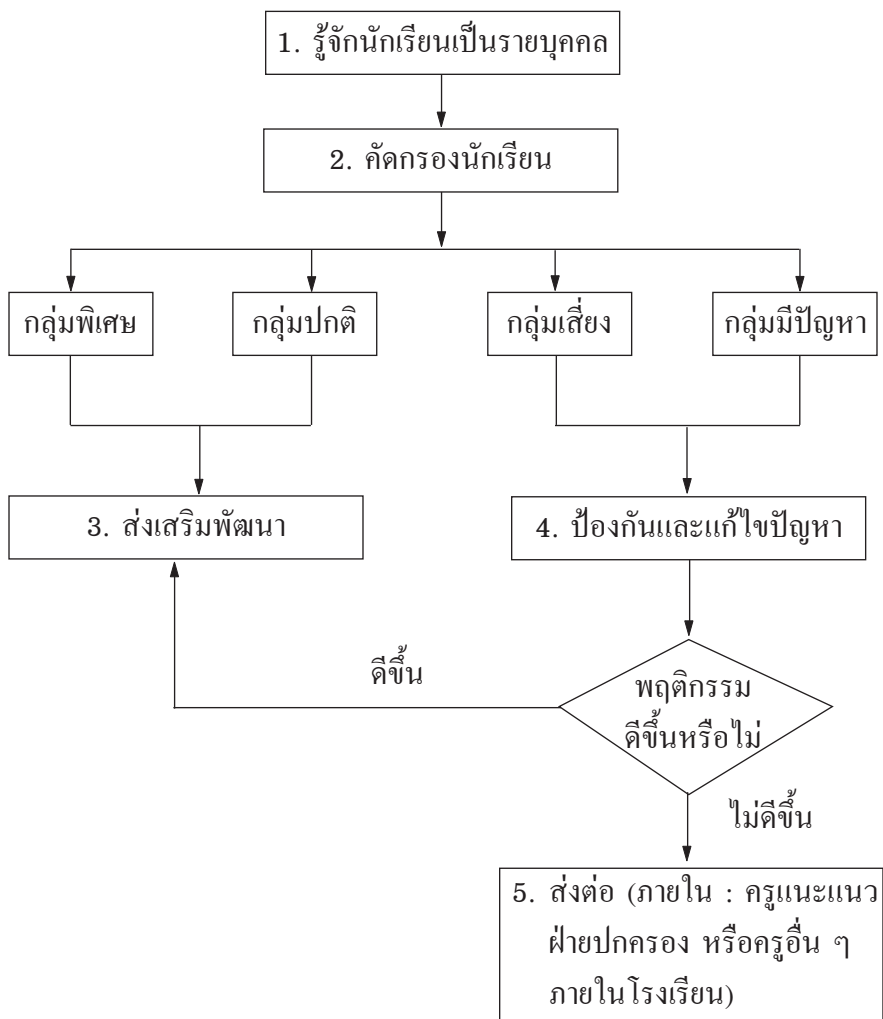 1. รู้จักนักเรียนเป็นรายบุคคล
2. คัดกรองนักเรียน
กลุ่มพิเศษ
กลุ่มปกติ
กลุ่มเสี่ยง
กลุ่มมีปัญหา
3. ส่งเสริมพัฒนา
4. ป้องกันและแก้ไขปัญหา
ดีขึ้น
พฤติกรรม
ดีขึ้นหรือไม่
ไม่ดีขึ้น
5. ส่งต่อ (ภายใน : ครูแนะแนว
ฝ่ายปกครอง หรือครูอื่น ๆ
ภายในโรงเรียน)